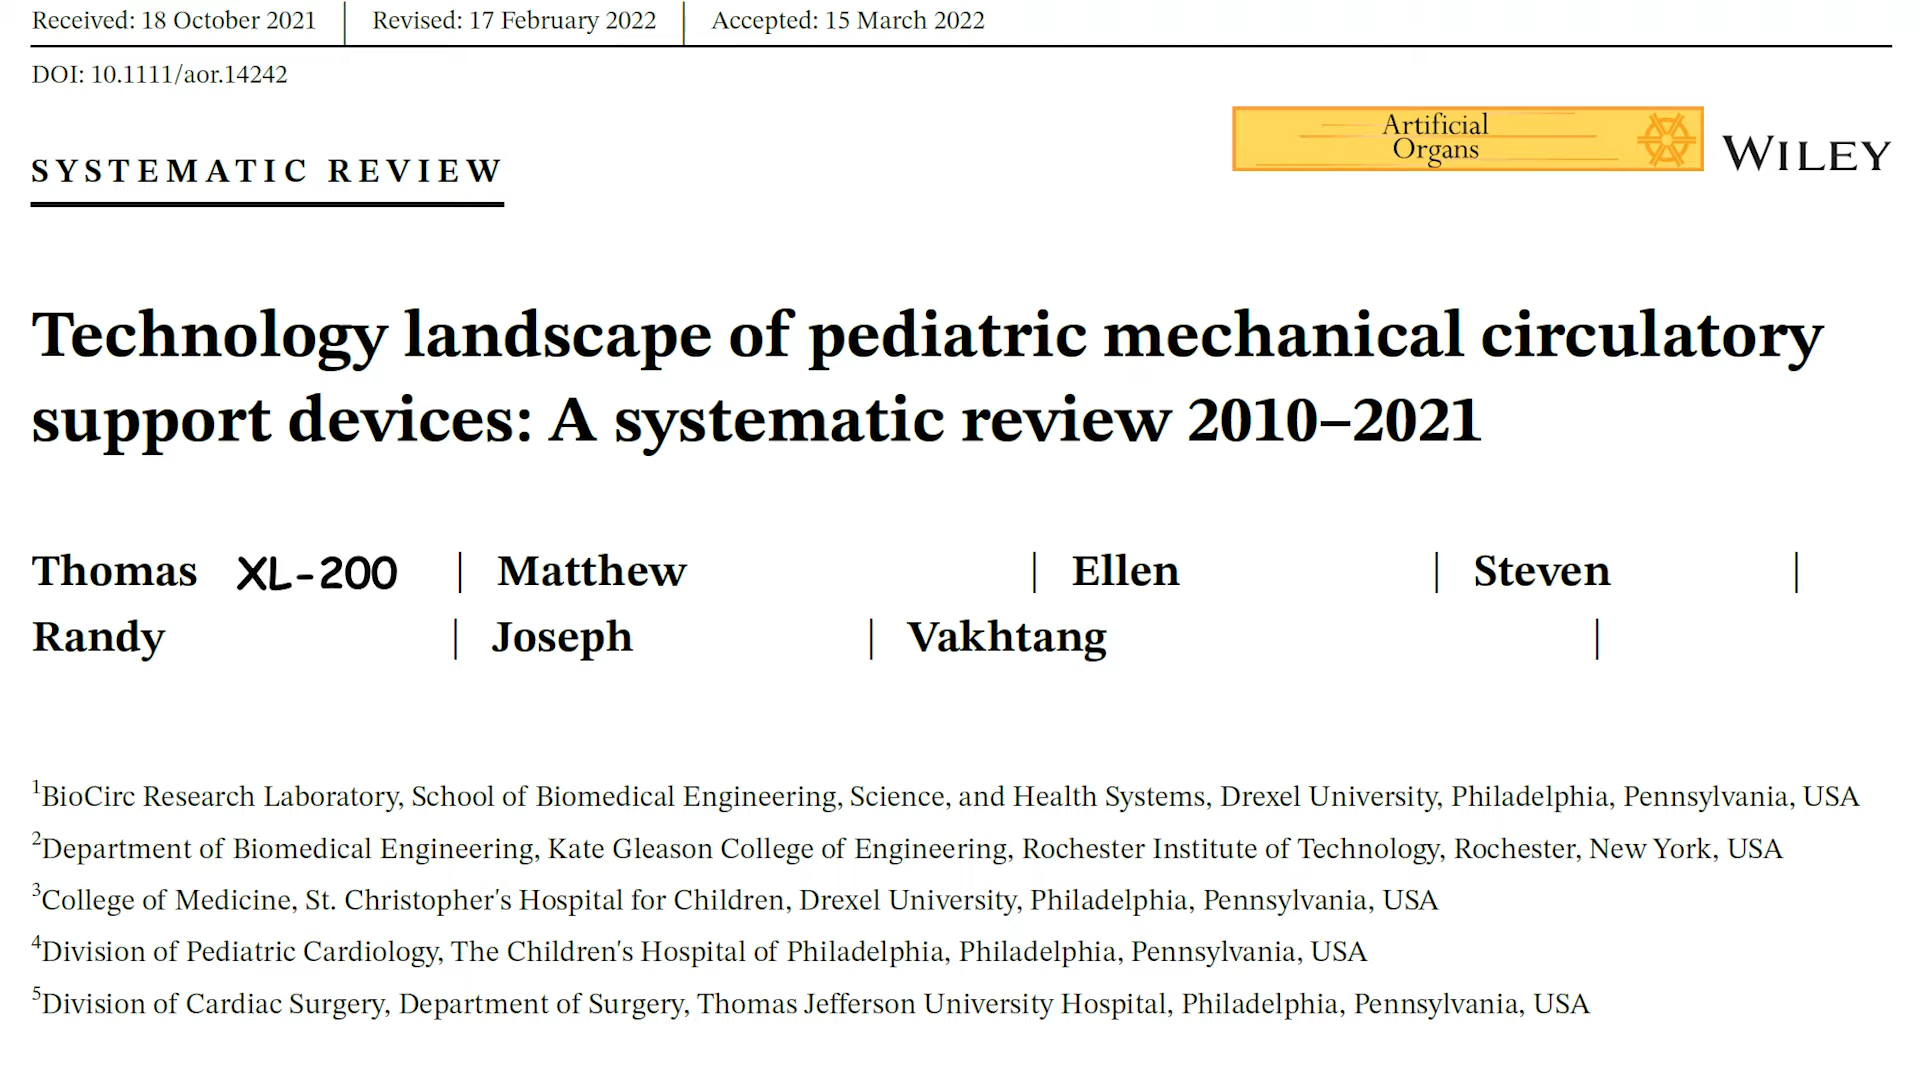 Received: 18 October 2021 | Revised: 17 February 2022 | Accepted: 15 March 2022
DOI: 10.1111/aor.14242
Artificial
Organs
WILEY
SYSTEMATIC REVIEW
Technology landscape of pediatric mechanical circulatory
support devices: A systematic review 2010–2021
Thomas XL-200 | Matthew | Ellen | Steven |
Randy | Joseph | Vakhtang |
1BioCirc Research Laboratory, School of Biomedical Engineering, Science, and Health Systems, Drexel University, Philadelphia, Pennsylvania, USA
2Department of Biomedical Engineering, Kate Gleason College of Engineering, Rochester Institute of Technology, Rochester, New York, USA
3College of Medicine, St. Christopher's Hospital for Children, Drexel University, Philadelphia, Pennsylvania, USA
4Division of Pediatric Cardiology, The Children's Hospital of Philadelphia, Philadelphia, Pennsylvania, USA
5Division of Cardiac Surgery, Department of Surgery, Thomas Jefferson University Hospital, Philadelphia, Pennsylvania, USA